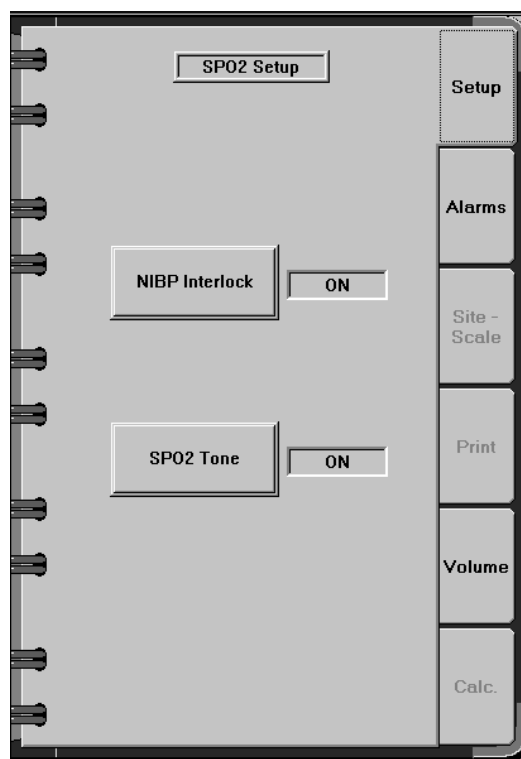 SPO2 Setup
Setup
Alarms
NIBP Interlock
ON
Site -
Scale
Print
SPO2 Tone
ON
Volume
Calc.